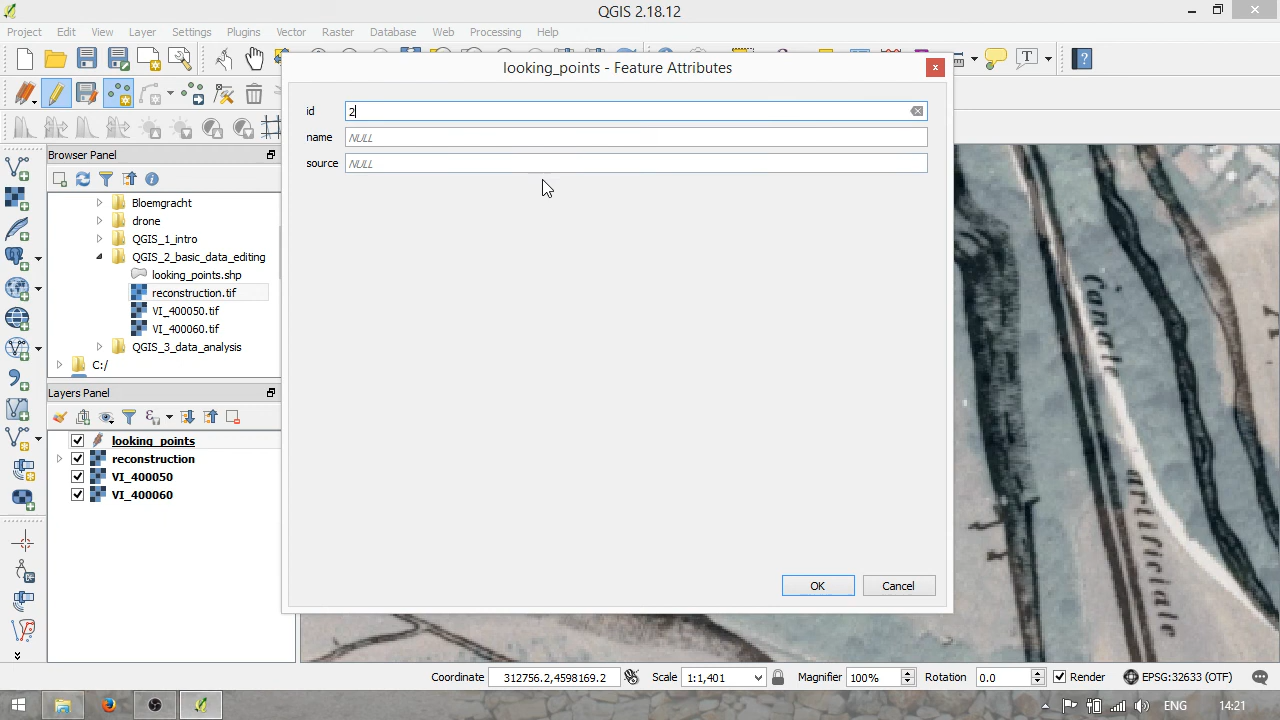 QGIS 2.18.12
Project Edit View Layer Settings Plugins Vector Raster Database Web Processing Help
looking_points - Feature Attributes
id 2
name NULL
source NULL
OK Cancel
Browser Panel
Bloemgracht
drone
QGIS_1_intro
QGIS_2_basic_data_editing
looking_points.shp
reconstruction.tif
VI_400050.tif
VI_400060.tif
QGIS_3_data_analysis
C:/
Layers Panel
looking_points
reconstruction
VI_400050
VI_400060
Canale
artificiale
Coordinate 312756.2,4598169.2 Scale 1:1,401 Magnifier 100% Rotation 0.0 Render EPSG:32633 (OTF)
ENG 14:21